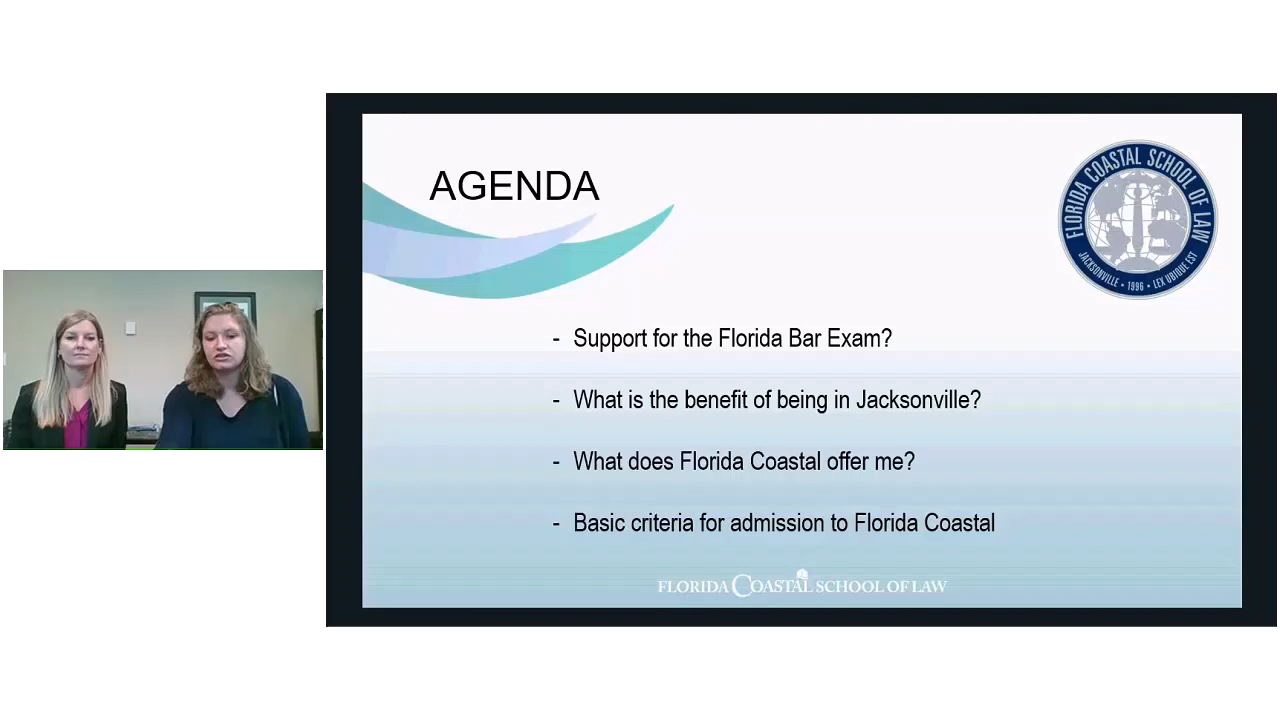 AGENDA
FLORIDA COASTAL SCHOOL OF LAW
JACKSONVILLE • 1996 • LEX UBIQUE EST
- Support for the Florida Bar Exam?
- What is the benefit of being in Jacksonville?
- What does Florida Coastal offer me?
- Basic criteria for admission to Florida Coastal
FLORIDA COASTAL SCHOOL OF LAW